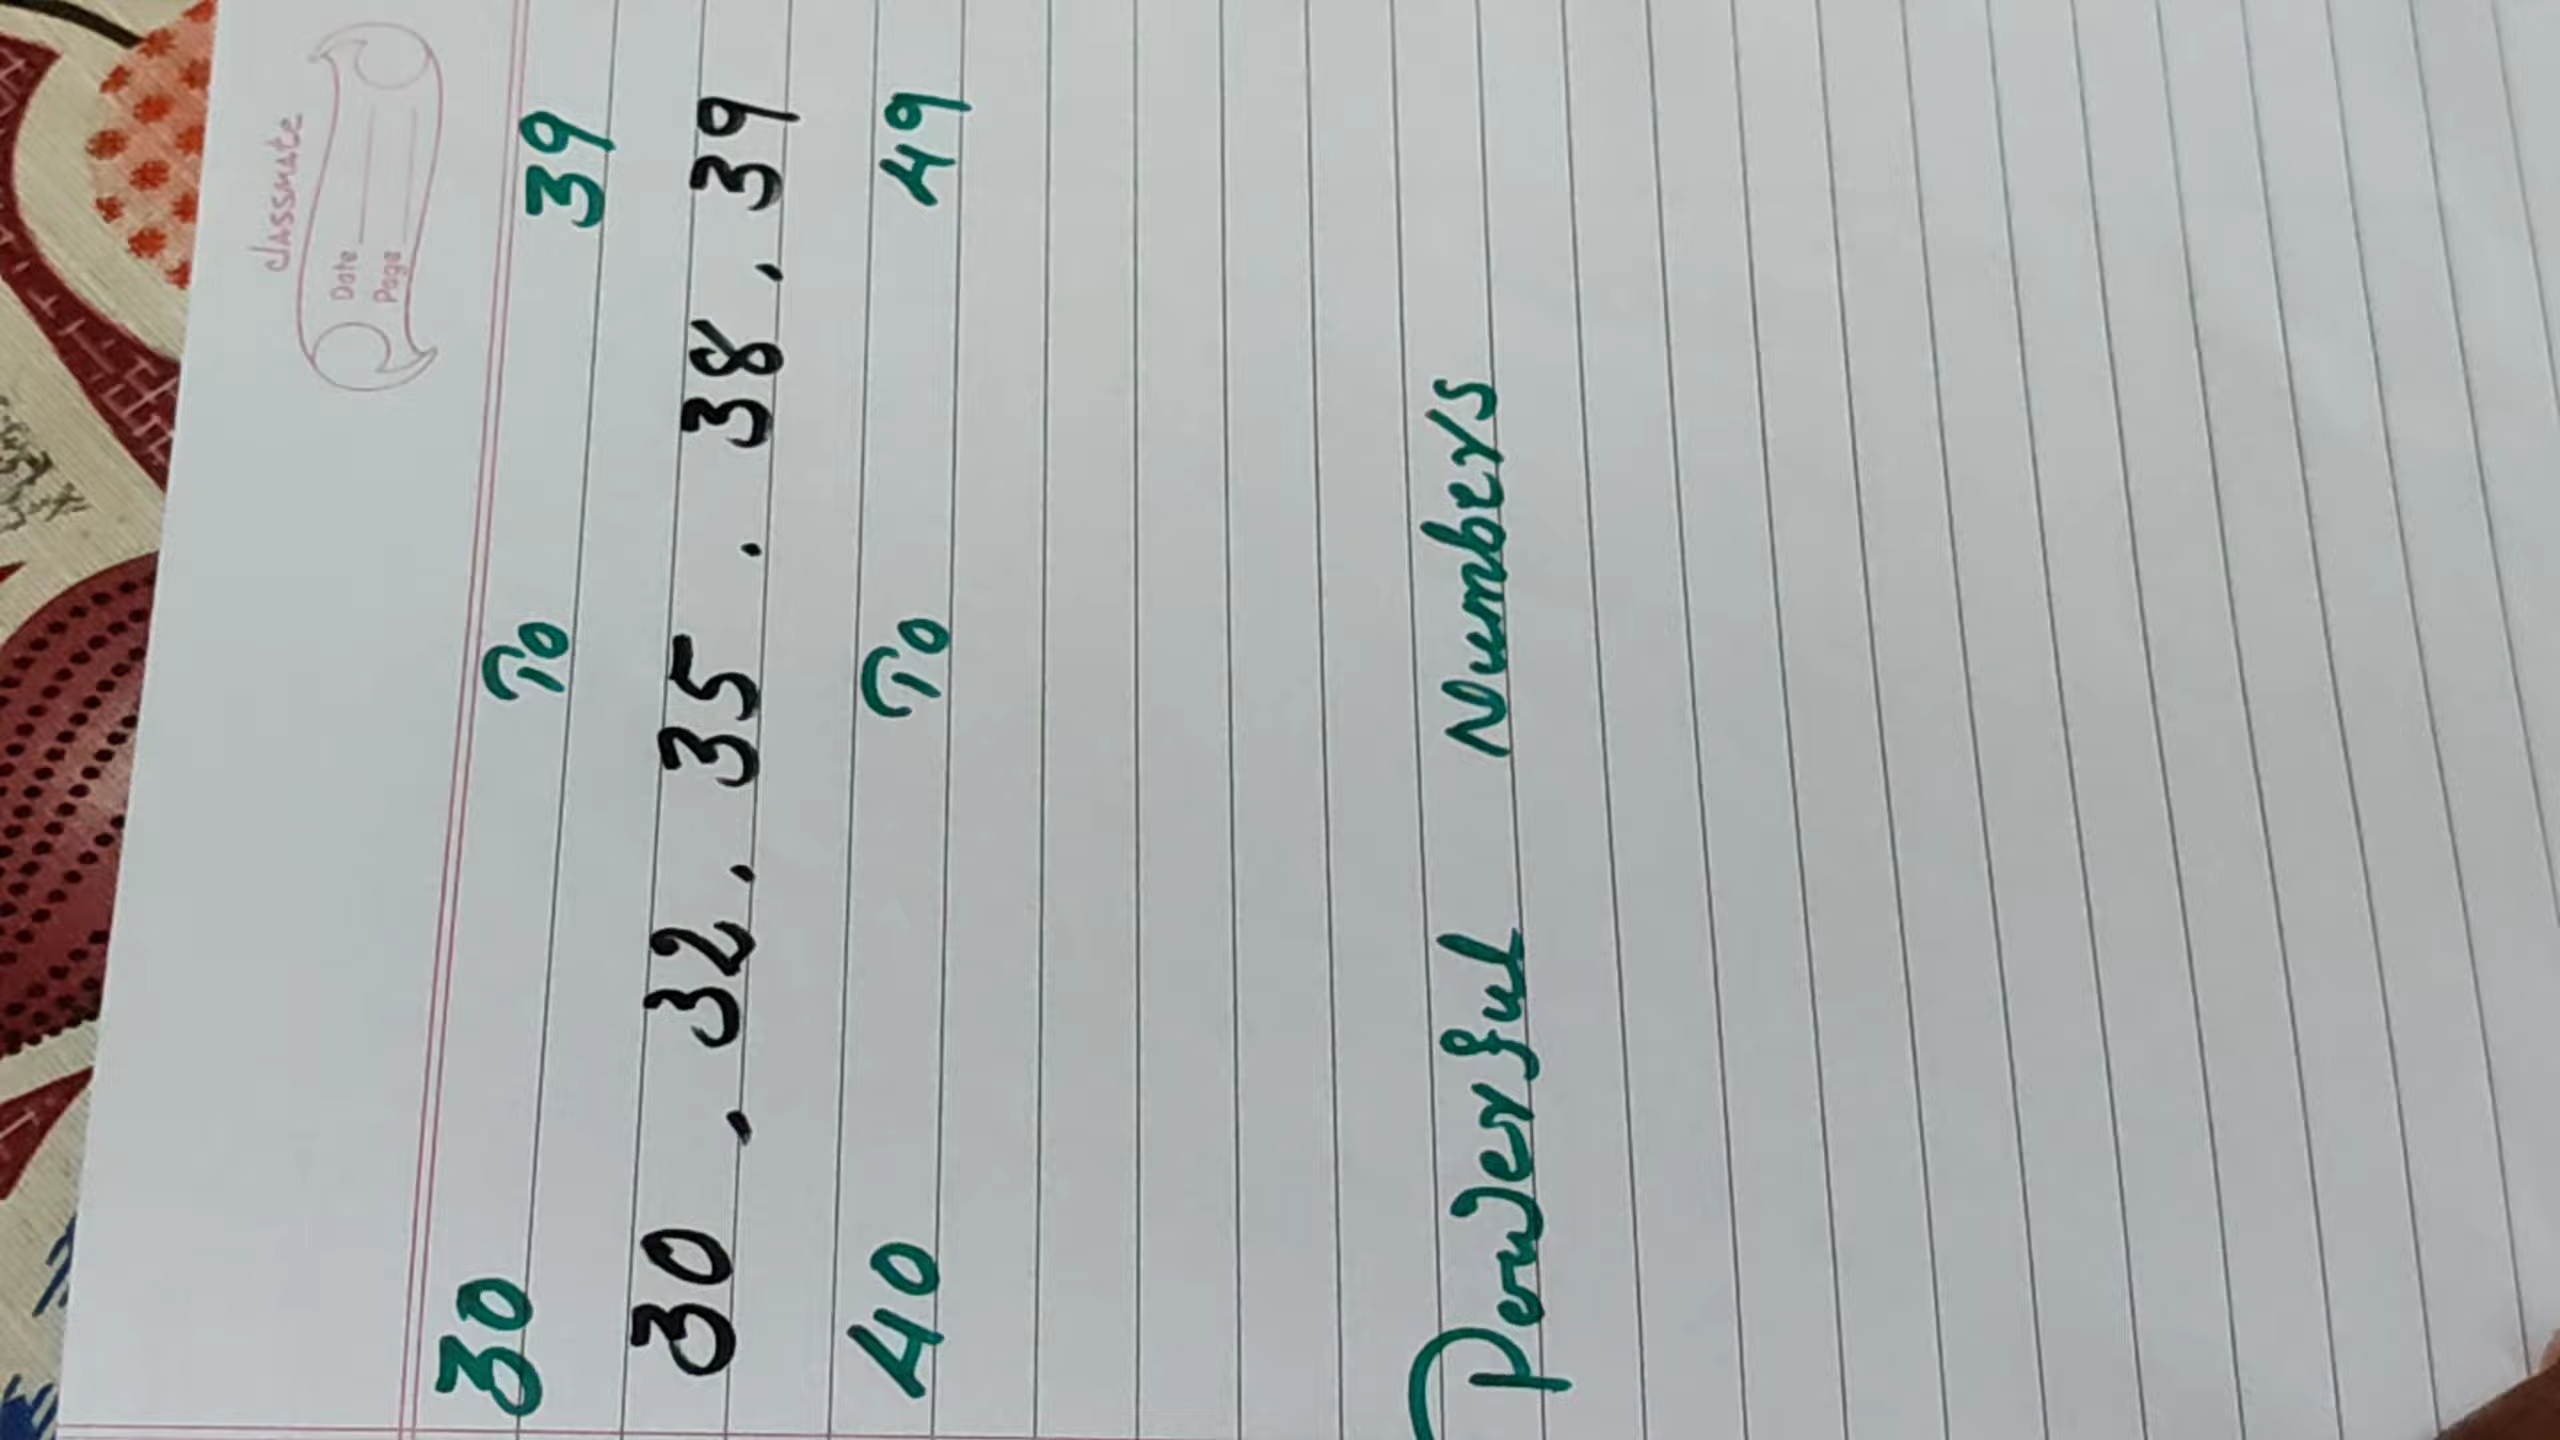 classmate
Date
Page
30 To 39
30 , 32 . 35 . 38 . 39
40 To 49
Powerful Numbers